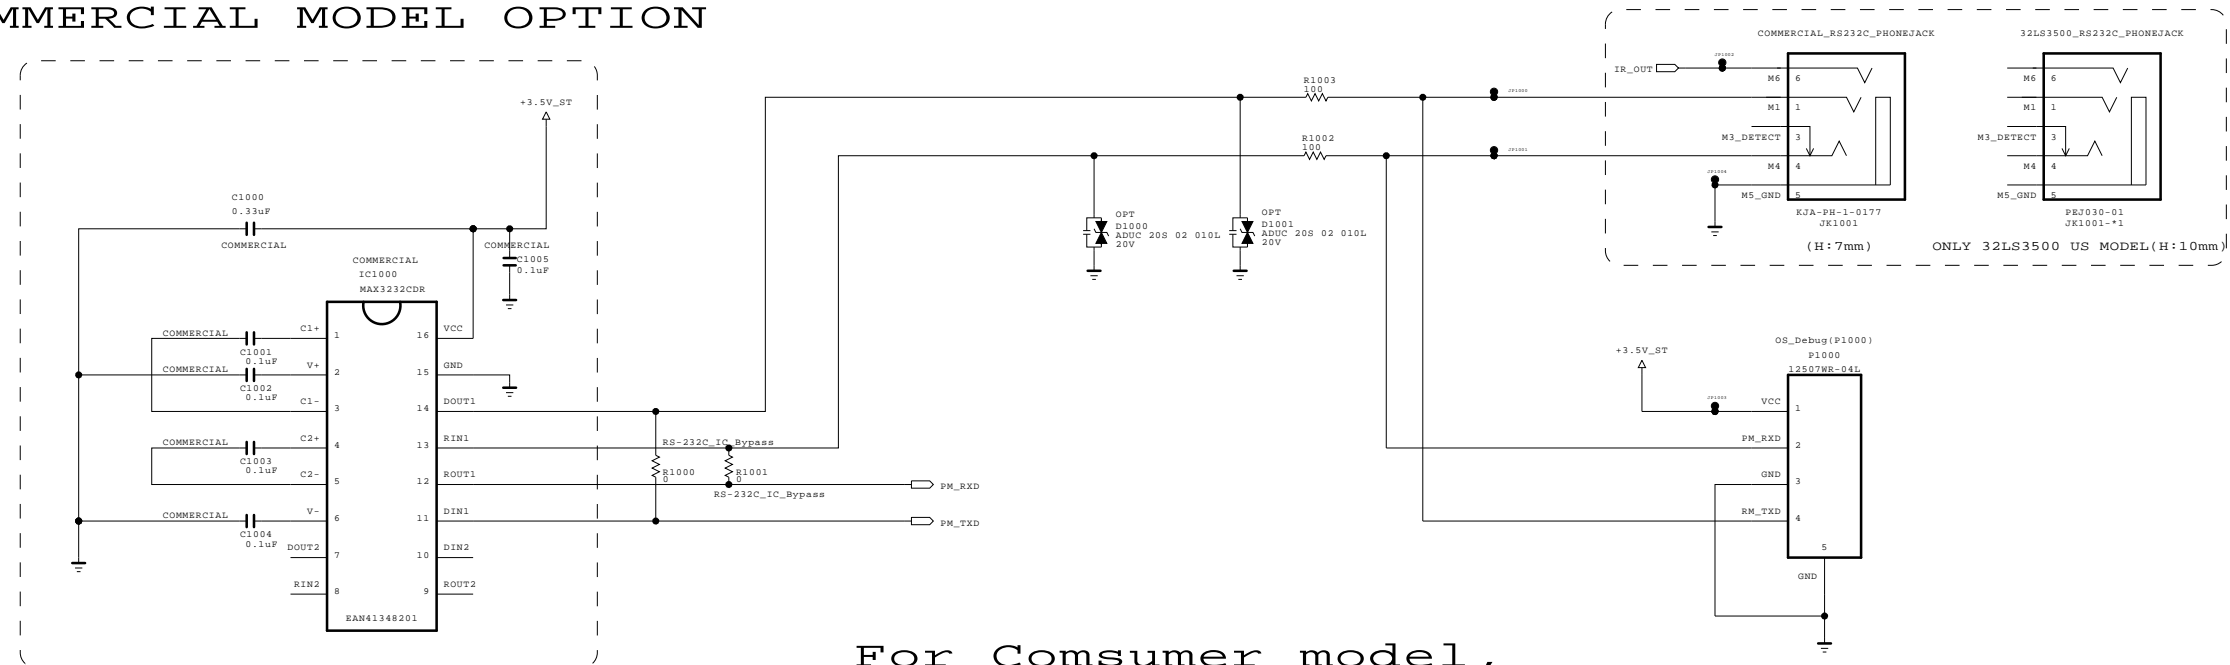 MMERCIAL MODEL OPTION
+3.5V_ST
C1000
0.33uF
COMMERCIAL
COMMERCIAL
C1005
0.1uF
COMMERCIAL
IC1000
MAX3232CDR
COMMERCIAL
C1001
0.1uF
COMMERCIAL
C1002
0.1uF
COMMERCIAL
C1003
0.1uF
COMMERCIAL
C1004
0.1uF
C1+ 1
V+ 2
C1- 3
C2+ 4
C2- 5
V- 6
DOUT2 7
RIN2 8
16 VCC
15 GND
14 DOUT1
13 RIN1
12 ROUT1
11 DIN1
10 DIN2
9 ROUT2
EAN41348201
RS-232C_IC_Bypass
R1000
0
R1001
0
RS-232C_IC_Bypass
PM_RXD
PM_TXD
R1003
100
R1002
100
JP1000
JP1001
OPT
D1000
ADUC 20S 02 010L
20V
OPT
D1001
ADUC 20S 02 010L
20V
COMMERCIAL_RS232C_PHONEJACK
IR_OUT
JP1002
M6 6
M1 1
M3_DETECT 3
M4 4
JP1004
M5_GND 5
KJA-PH-1-0177
JK1001
(H:7mm)
32LS3500_RS232C_PHONEJACK
M6 6
M1 1
M3_DETECT 3
M4 4
M5_GND 5
PEJ030-01
JK1001-*1
ONLY 32LS3500 US MODEL(H:10mm)
+3.5V_ST
OS_Debug(P1000)
P1000
12507WR-04L
JP1003
VCC 1
PM_RXD 2
GND 3
RM_TXD 4
5
GND
For Comsumer model,